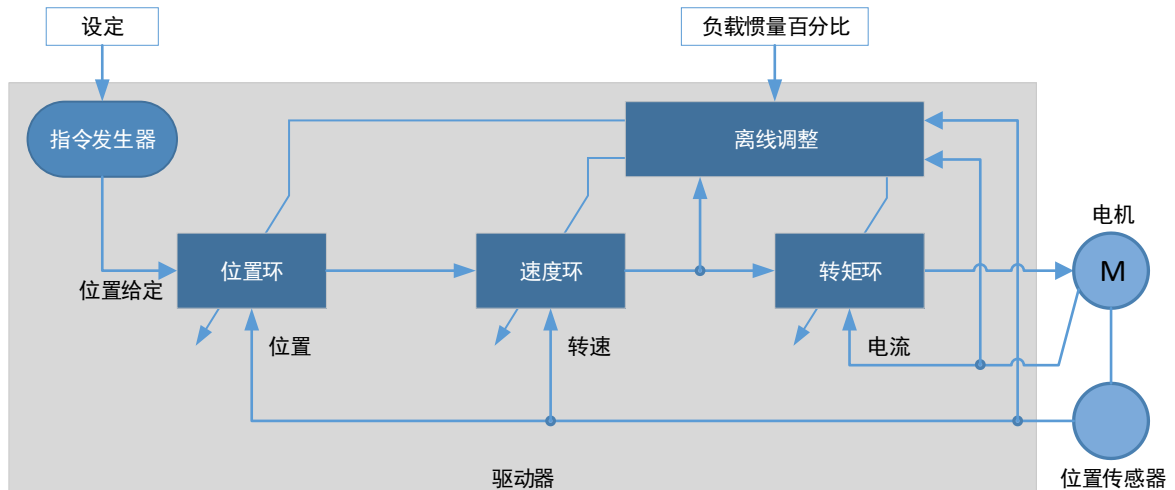 设定
负载惯量百分比
指令发生器
离线调整
电机
位置环
速度环
转矩环
M
位置给定
位置
转速
电流
驱动器
位置传感器